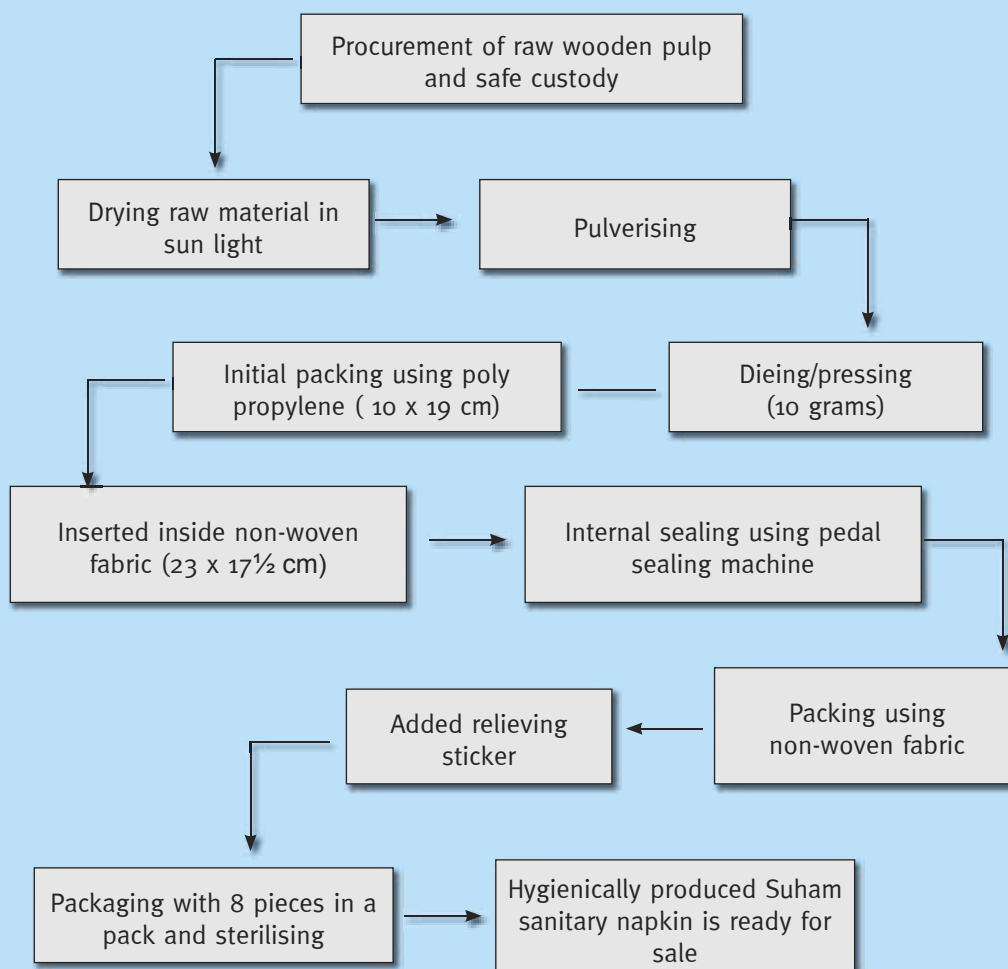 Procurement of raw wooden pulp
and safe custody
Drying raw material in
sun light
Pulverising
Dieing/pressing
(10 grams)
Initial packing using poly
propylene ( 10 x 19 cm)
Inserted inside non-woven
fabric (23 x 17½ cm)
Internal sealing using pedal
sealing machine
Packing using
non-woven fabric
Added relieving
sticker
Packaging with 8 pieces in a
pack and sterilising
Hygienically produced Suham
sanitary napkin is ready for
sale